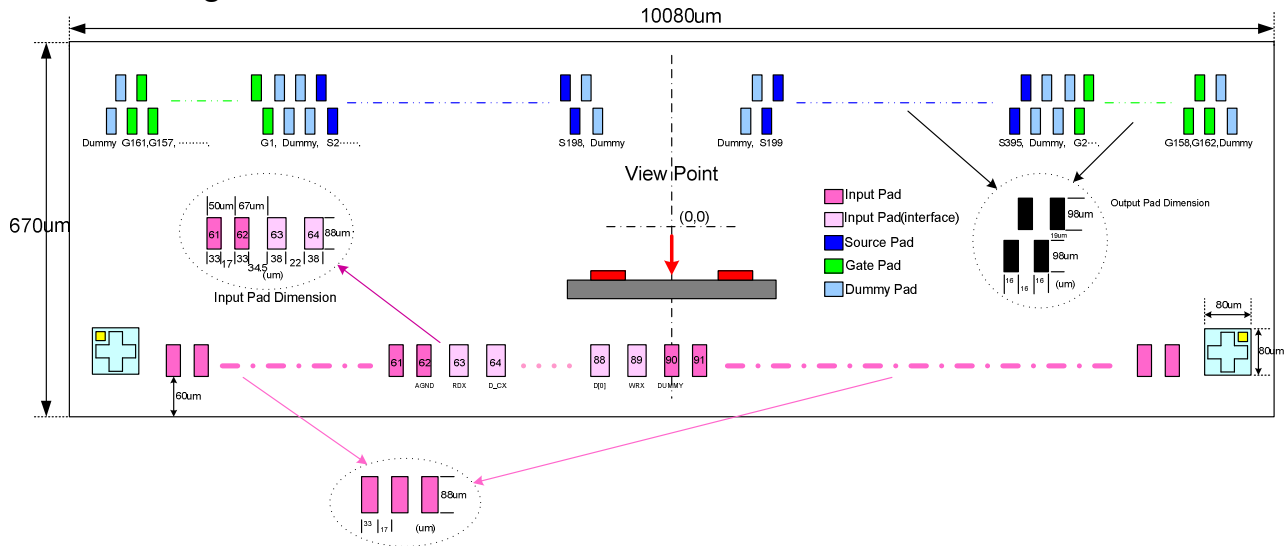 10080um
670um
Dummy G161,G157, ·········,
G1, Dummy, S2······,
S198, Dummy
Dummy, S199
S395, Dummy, G2···,
G158,G162,Dummy
View Point
(0,0)
Input Pad
Input Pad(interface)
Source Pad
Gate Pad
Dummy Pad
50um 67um
61 62 63 64
88um
33 17 33 34.5 38 22 38
(um)
Input Pad Dimension
Output Pad Dimension
98um
19um
98um
16 16 16 (um)
80um
80um
60um
61 62 63 64 88 89 90 91
AGND RDX D_CX D[0] WRX DUMMY
88um
33 17 (um)